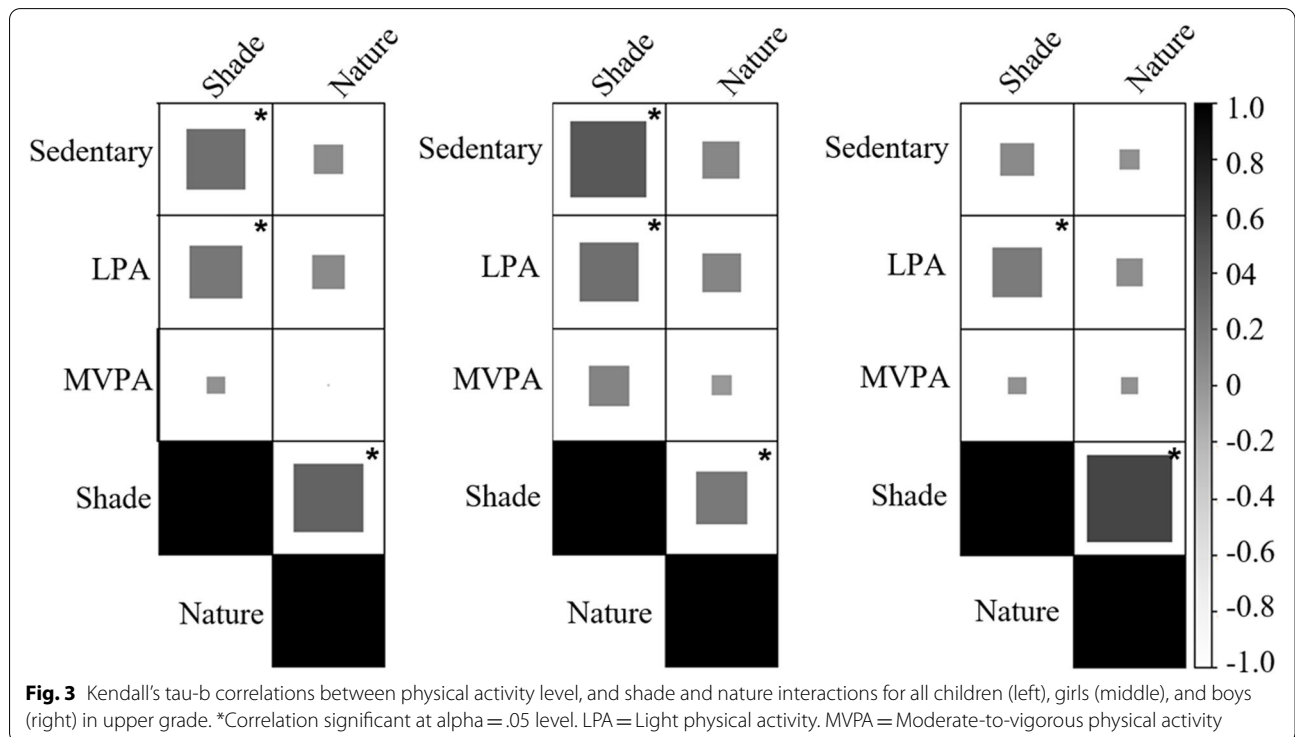 Shade Nature Shade Nature Shade Nature
* * 1.0
Sedentary Sedentary Sedentary 0.8
* * * 0.6
LPA LPA LPA 04
0.2
MVPA MVPA MVPA 0
-0.2
* * *
Shade Shade Shade -0.4
-0.6
Nature Nature Nature -0.8
-1.0
Fig. 3 Kendall's tau-b correlations between physical activity level, and shade and nature interactions for all children (left), girls (middle), and boys
(right) in upper grade. *Correlation significant at alpha = .05 level. LPA = Light physical activity. MVPA = Moderate-to-vigorous physical activity